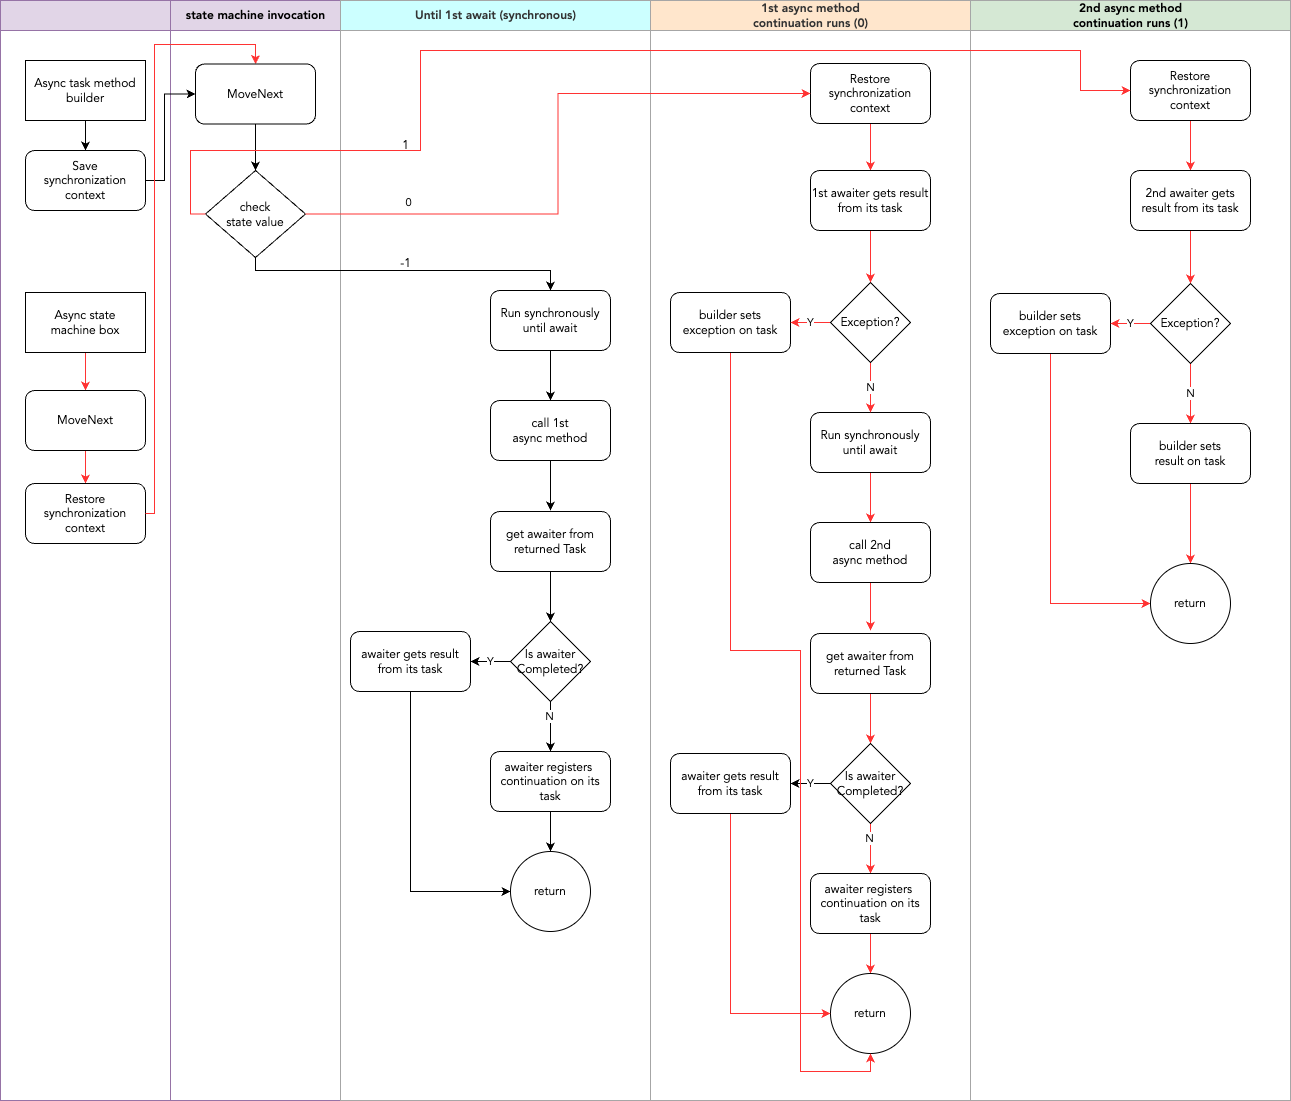 state machine invocation
Until 1st await (synchronous)
1st async method
continuation runs (0)
2nd async method
continuation runs (1)
Async task method
builder
Save
synchronization
context
Async state
machine box
MoveNext
Restore
synchronization
context
MoveNext
check
state value
1
0
-1
Run synchronously
until await
call 1st
async method
get awaiter from
returned Task
Is awaiter
Completed?
Y
awaiter gets result
from its task
N
awaiter registers
continuation on its
task
return
Restore
synchronization
context
1st awaiter gets result
from its task
Exception?
Y
builder sets
exception on task
N
Run synchronously
until await
call 2nd
async method
get awaiter from
returned Task
Is awaiter
Completed?
Y
awaiter gets result
from its task
N
awaiter registers
continuation on its
task
return
Restore
synchronization
context
2nd awaiter gets
result from its task
Exception?
Y
builder sets
exception on task
N
builder sets
result on task
return